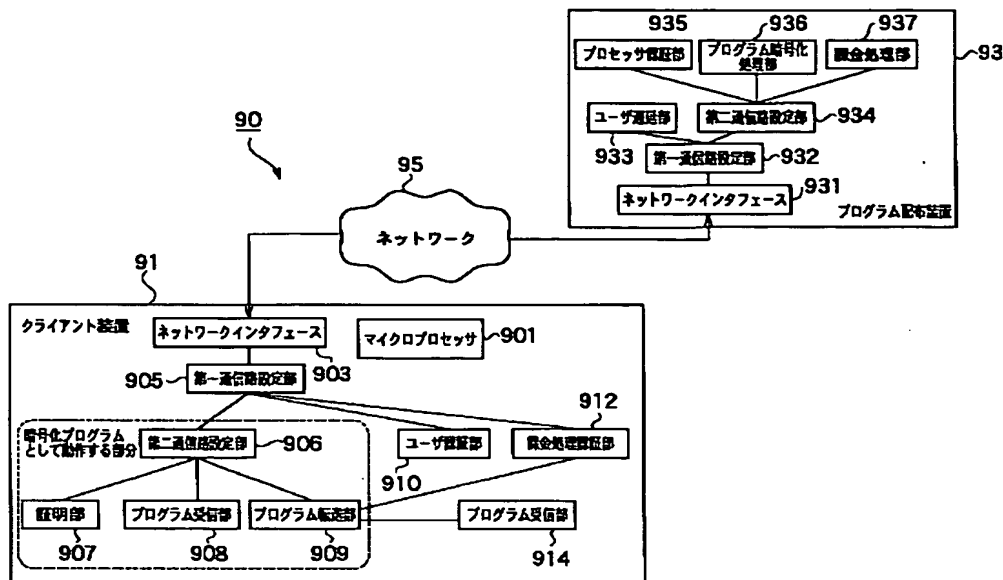 935
936
937
プロセッサ認証部
プログラム暗号化
処理部
課金処理部
93
90
ユーザ認証部
第二通信路設定部
934
933
第一通信路設定部
932
95
931
ネットワークインタフェース
プログラム配布装置
ネットワーク
91
クライアント装置
ネットワークインタフェース
マイクロプロセッサ
901
903
905
第一通信路設定部
912
暗号化プログラム
として動作する部分
第二通信路設定部
906
ユーザ認証部
課金処理認証部
910
証明部
プログラム受信部
プログラム転送部
プログラム受信部
907
908
909
914